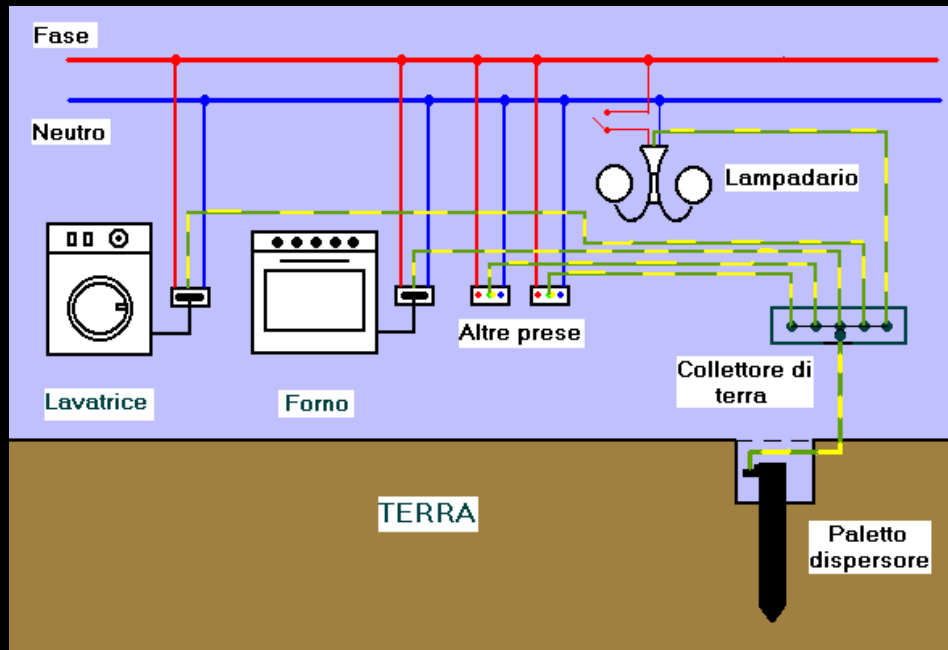 Fase
Neutro
Lampadario
Altre prese
Collettore di
terra
Lavatrice
Forno
TERRA
Paletto
dispersore